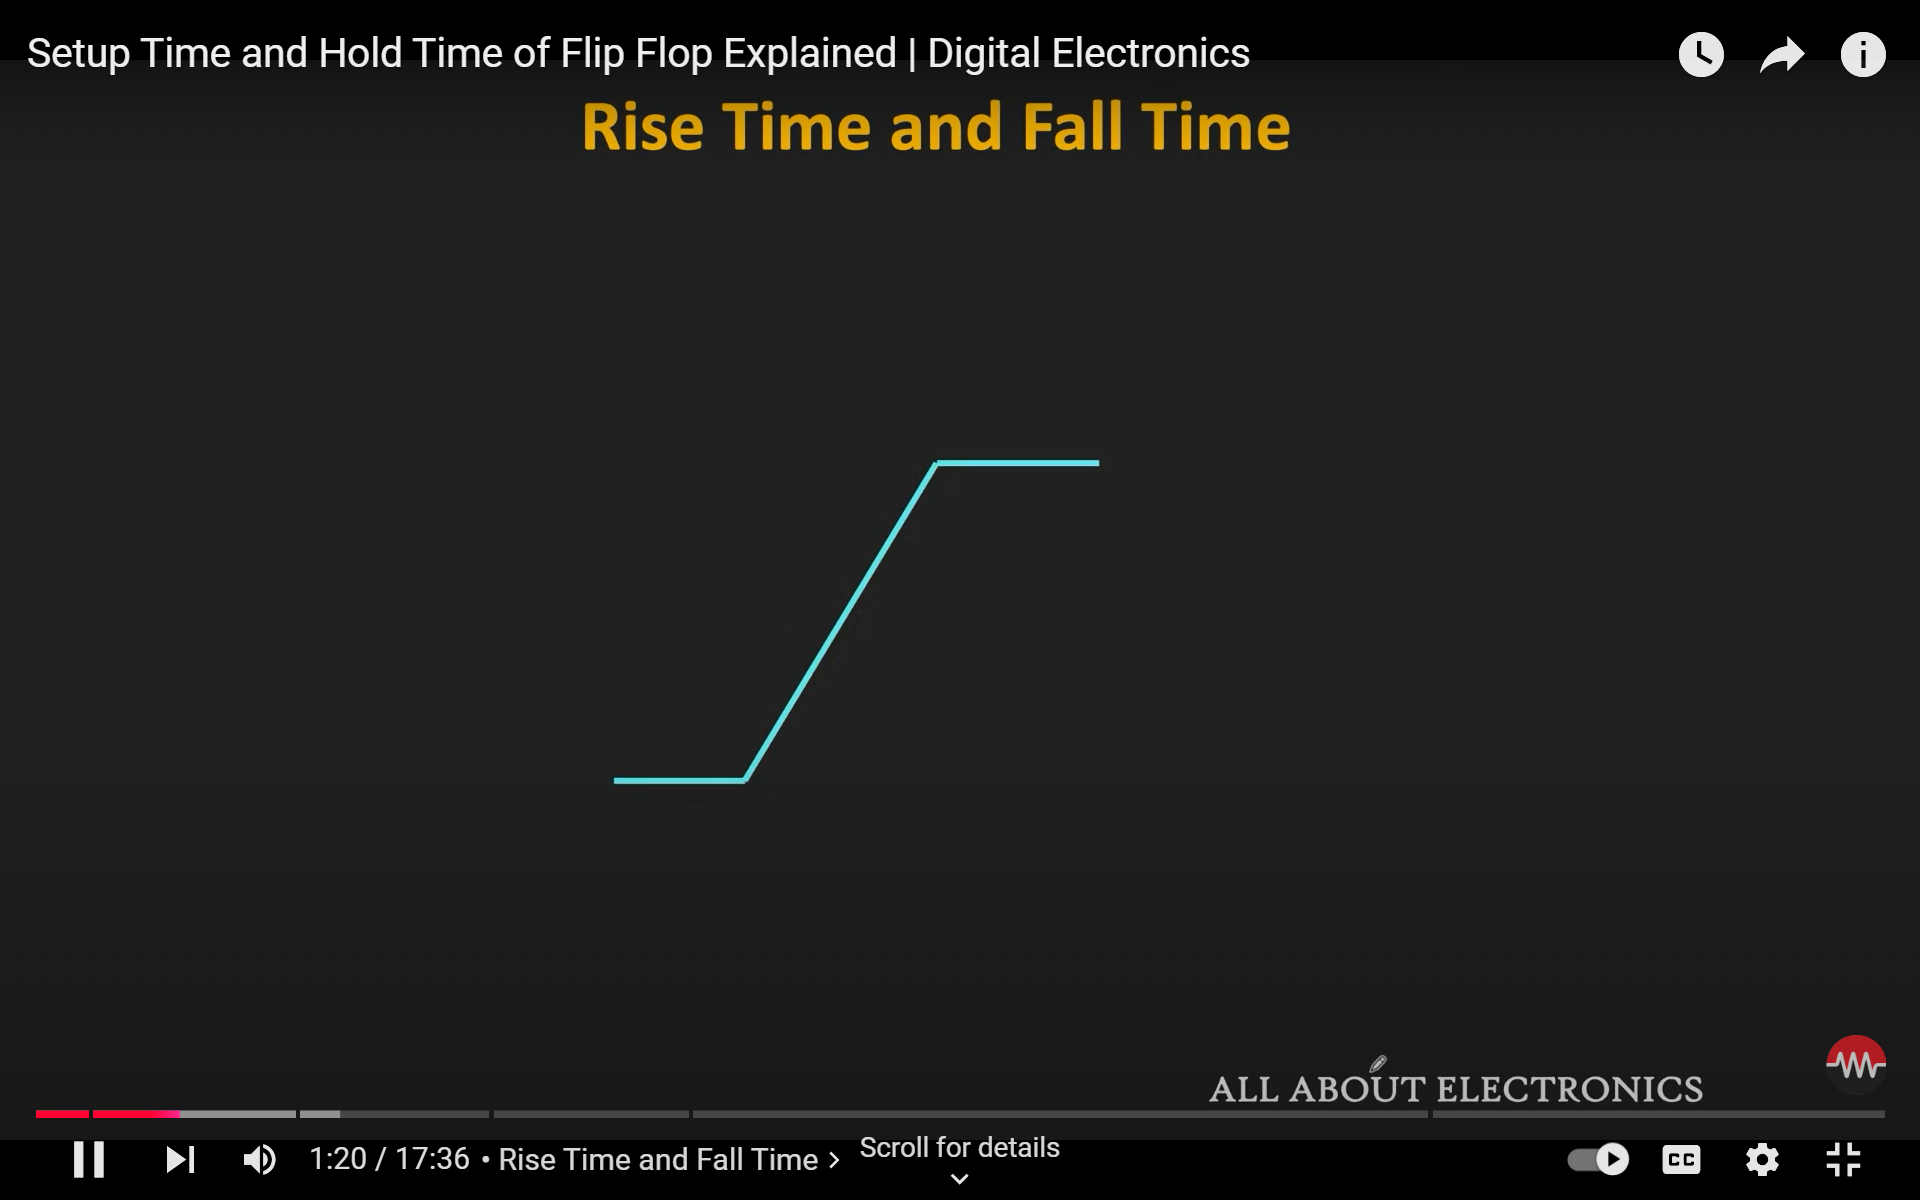 Setup Time and Hold Time of Flip Flop Explained | Digital Electronics
Rise Time and Fall Time
ALL ABOUT ELECTRONICS
1:20 / 17:36 • Rise Time and Fall Time >
Scroll for details
CC